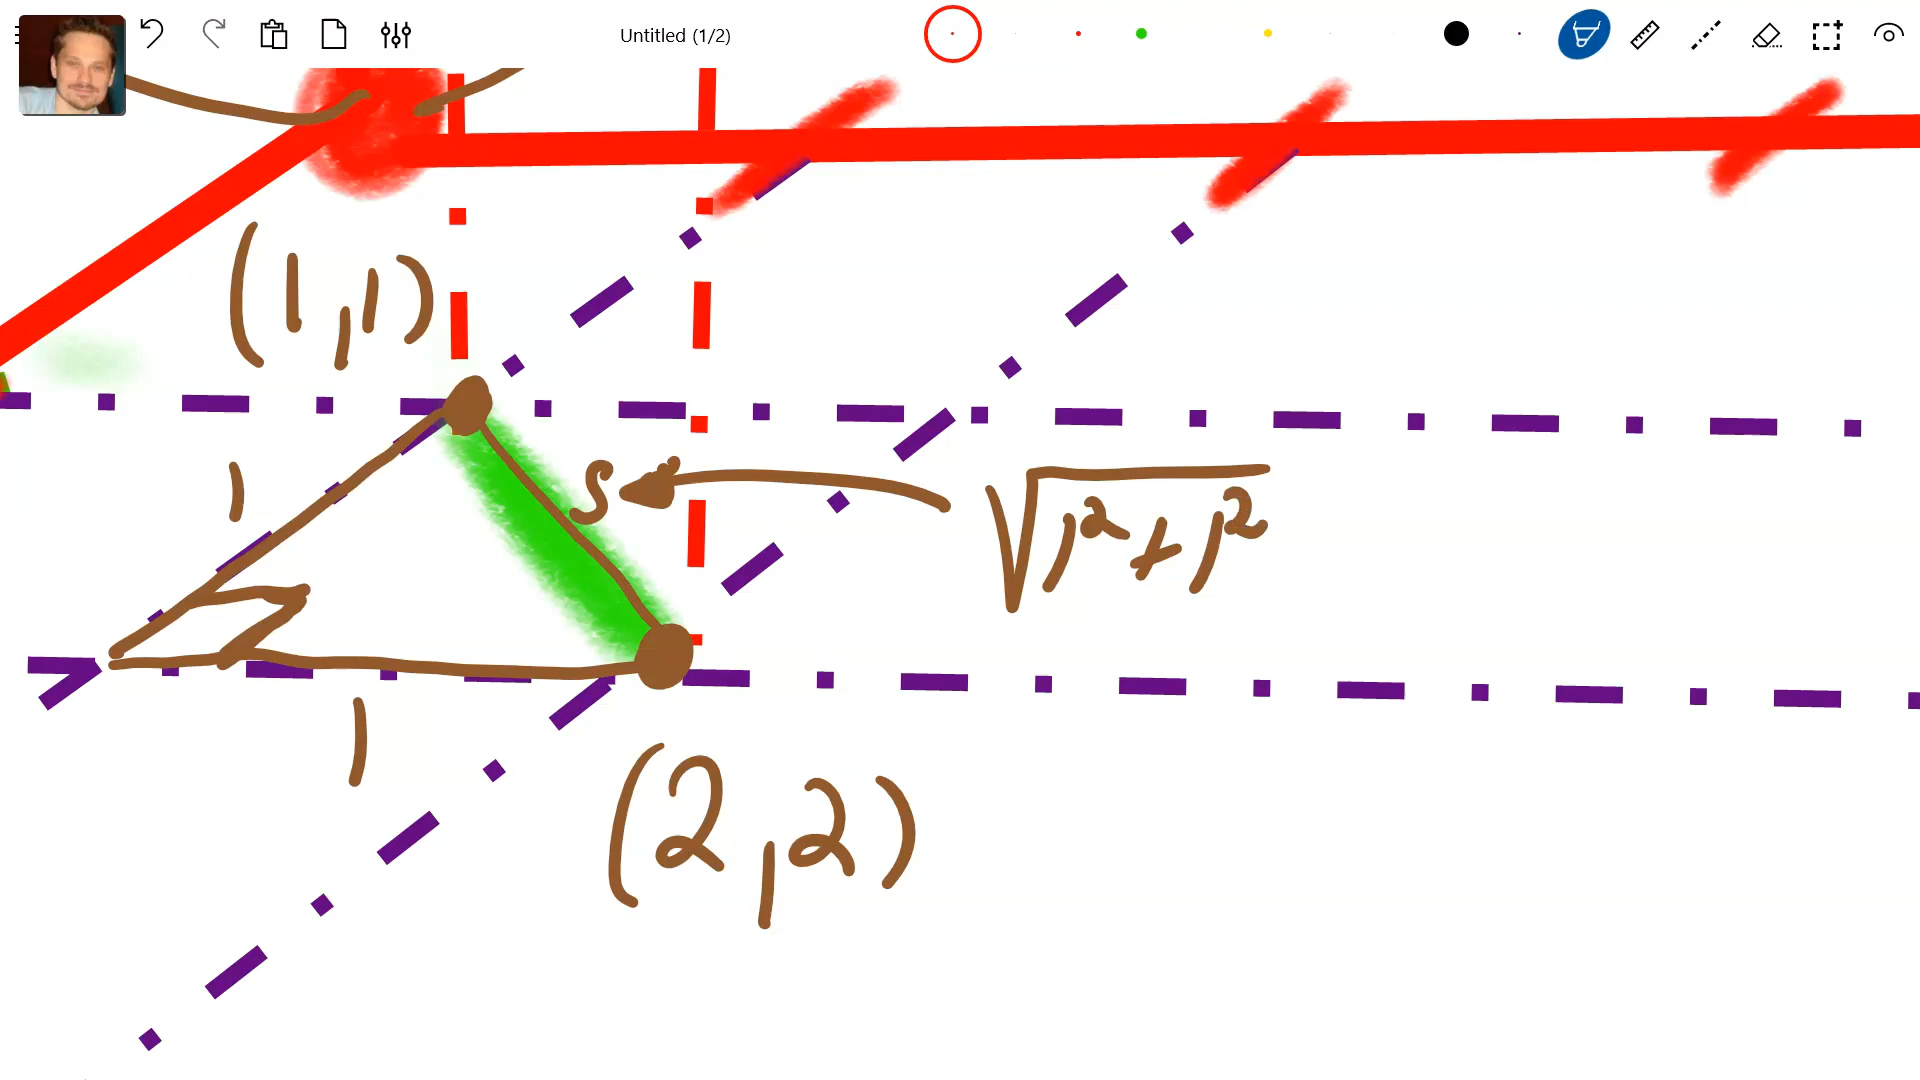 Untitled (1/2)
(1,1)
1
S
√1²+1²
1
(2,2)